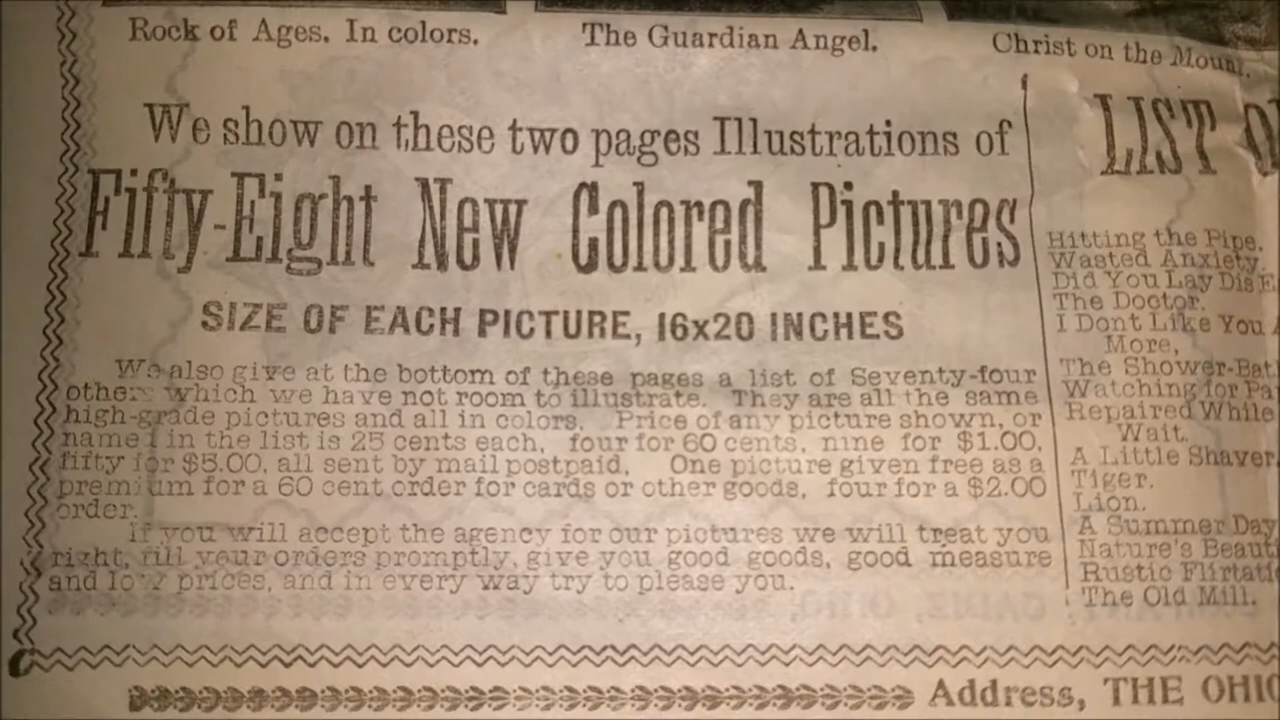 Rock of Ages. In colors.
The Guardian Angel.
Christ on the Mount.
We show on these two pages Illustrations of
Fifty-Eight New Colored Pictures
SIZE OF EACH PICTURE, 16x20 INCHES
We also give at the bottom of these pages a list of Seventy-four
others which we have not room to illustrate. They are all the same
high-grade pictures and all in colors. Price of any picture shown, or
named in the list is 25 cents each, four for 60 cents, nine for $1.00,
fifty for $5.00, all sent by mail postpaid. One picture given free as a
premium for a 60 cent order for cards or other goods, four for a $2.00
order.
If you will accept the agency for our pictures we will treat you
right, fill your orders promptly, give you good goods, good measure
and low prices, and in every way try to please you.
LIST
Hitting the Pipe.
Wasted Anxiety.
Did You Lay Dis E
The Doctor.
I Dont Like You
More,
The Shower-Bat
Watching for Pa
Repaired While
Wait.
A Little Shaver.
Tiger.
Lion.
A Summer Day
Nature's Beaut
Rustic Flirtati
The Old Mill.
Address, THE OHIO